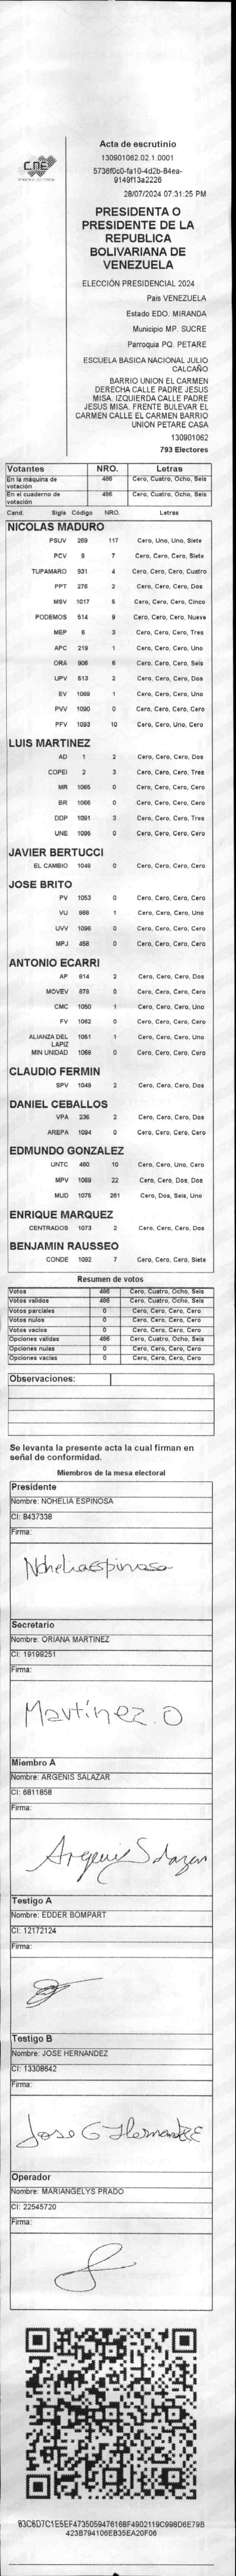 CNE
Acta de escrutinio
130901062.02.1.0001
5736f0c0-fa10-4d2b-84ea-
9149f13a2226
28/07/2024 07:31:25 PM
PRESIDENTA O
PRESIDENTE DE LA
REPUBLICA
BOLIVARIANA DE
VENEZUELA
ELECCIÓN PRESIDENCIAL 2024
País VENEZUELA
Estado EDO. MIRANDA
Municipio MP. SUCRE
Parroquia PQ. PETARE
ESCUELA BASICA NACIONAL JULIO
CALCAÑO
BARRIO UNION EL CARMEN
DERECHA CALLE PADRE JESUS
MISA. IZQUIERDA CALLE PADRE
JESUS MISA. FRENTE BULEVAR EL
CARMEN CALLE EL CARMEN BARRIO
UNION PETARE CASA
130901062
793 Electores
Votantes NRO. Letras
En la máquina de votación 486 Cero, Cuatro, Ocho, Seis
En el cuaderno de votación 486 Cero, Cuatro, Ocho, Seis
Cand. Sigla Código NRO. Letras
NICOLAS MADURO
PSUV 269 117 Cero, Uno, Uno, Siete
PCV 9 7 Cero, Cero, Cero, Siete
TUPAMARO 931 4 Cero, Cero, Cero, Cuatro
PPT 276 2 Cero, Cero, Cero, Dos
MSV 1017 5 Cero, Cero, Cero, Cinco
PODEMOS 514 9 Cero, Cero, Cero, Nueve
MEP 6 3 Cero, Cero, Cero, Tres
APC 219 1 Cero, Cero, Cero, Uno
ORA 906 6 Cero, Cero, Cero, Seis
UPV 513 2 Cero, Cero, Cero, Dos
EV 1089 1 Cero, Cero, Cero, Uno
PVV 1090 0 Cero, Cero, Cero, Cero
PFV 1093 10 Cero, Cero, Uno, Cero
LUIS MARTINEZ
AD 1 2 Cero, Cero, Cero, Dos
COPEI 2 3 Cero, Cero, Cero, Tres
MR 1065 0 Cero, Cero, Cero, Cero
BR 1066 0 Cero, Cero, Cero, Cero
DDP 1091 3 Cero, Cero, Cero, Tres
UNE 1095 0 Cero, Cero, Cero, Cero
JAVIER BERTUCCI
EL CAMBIO 1048 0 Cero, Cero, Cero, Cero
JOSE BRITO
PV 1053 0 Cero, Cero, Cero, Cero
VU 868 1 Cero, Cero, Cero, Uno
UVV 1096 0 Cero, Cero, Cero, Cero
MPJ 458 0 Cero, Cero, Cero, Cero
ANTONIO ECARRI
AP 814 2 Cero, Cero, Cero, Dos
MOVEV 878 0 Cero, Cero, Cero, Cero
CMC 1050 1 Cero, Cero, Cero, Uno
FV 1062 0 Cero, Cero, Cero, Cero
ALIANZA DEL LAPIZ 1051 1 Cero, Cero, Cero, Uno
MIN UNIDAD 1058 0 Cero, Cero, Cero, Cero
CLAUDIO FERMIN
SPV 1049 2 Cero, Cero, Cero, Dos
DANIEL CEBALLOS
VPA 236 2 Cero, Cero, Cero, Dos
AREPA 1094 0 Cero, Cero, Cero, Cero
EDMUNDO GONZALEZ
UNTC 460 10 Cero, Cero, Uno, Cero
MPV 1069 22 Cero, Cero, Dos, Dos
MUD 1076 261 Cero, Dos, Seis, Uno
ENRIQUE MARQUEZ
CENTRADOS 1073 2 Cero, Cero, Cero, Dos
BENJAMIN RAUSSEO
CONDE 1092 7 Cero, Cero, Cero, Siete
Resumen de votos
Votos 486 Cero, Cuatro, Ocho, Seis
Votos validos 486 Cero, Cuatro, Ocho, Seis
Votos parciales 0 Cero, Cero, Cero, Cero
Votos nulos 0 Cero, Cero, Cero, Cero
Votos vacíos 0 Cero, Cero, Cero, Cero
Opciones validas 486 Cero, Cuatro, Ocho, Seis
Opciones nulas 0 Cero, Cero, Cero, Cero
Opciones vacías 0 Cero, Cero, Cero, Cero
Observaciones:
Se levanta la presente acta la cual firman en
señal de conformidad.
Miembros de la mesa electoral
Presidente
Nombre: NOHELIA ESPINOSA
CI: 8437338
Firma:
Nohelia Espinosa
Secretario
Nombre: ORIANA MARTINEZ
CI: 19199251
Firma:
Martínez.O
Miembro A
Nombre: ARGENIS SALAZAR
CI: 6811858
Firma:
Argenis Salazar
Testigo A
Nombre: EDDER BOMPART
CI: 12172124
Firma:
Testigo B
Nombre: JOSE HERNANDEZ
CI: 13308642
Firma:
Jose G Hernandez
Operador
Nombre: MARIANGELYS PRADO
CI: 22545720
Firma:
83C6D7C1E5EF4735059476168F4902119C998D6E79B
423B794106EB35EA20F06